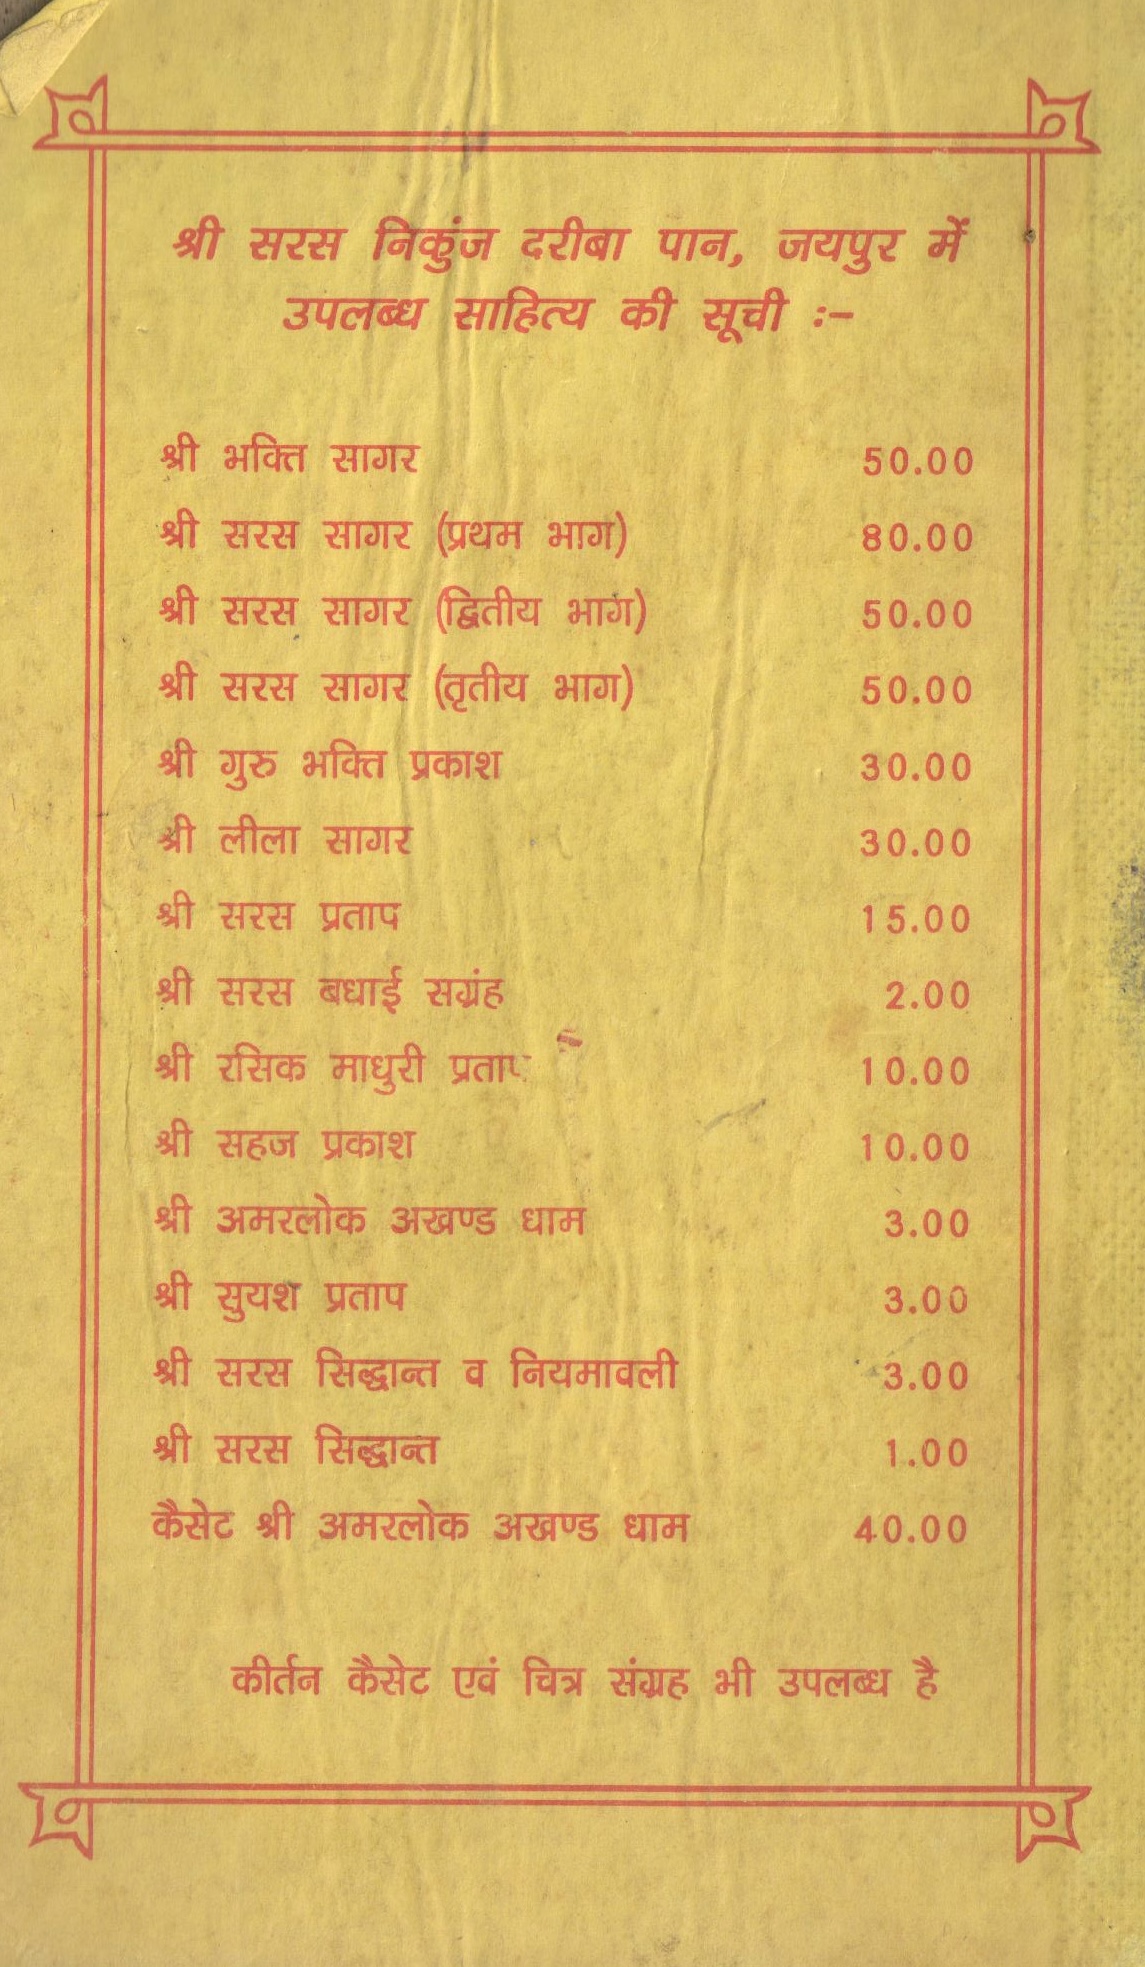 श्री सरस निकुंज दरीबा पान, जयपुर में
उपलब्ध साहित्य की सूची :-
श्री भक्ति सागर 50.00
श्री सरस सागर (प्रथम भाग) 80.00
श्री सरस सागर (द्वितीय भाग) 50.00
श्री सरस सागर (तृतीय भाग) 50.00
श्री गुरु भक्ति प्रकाश 30.00
श्री लीला सागर 30.00
श्री सरस प्रताप 15.00
श्री सरस बधाई सग्रंह 2.00
श्री रसिक माधुरी प्रताप 10.00
श्री सहज प्रकाश 10.00
श्री अमरलोक अखण्ड धाम 3.00
श्री सुयश प्रताप 3.00
श्री सरस सिद्धान्त व नियमावली 3.00
श्री सरस सिद्धान्त 1.00
कैसेट श्री अमरलोक अखण्ड धाम 40.00
कीर्तन कैसेट एवं चित्र संग्रह भी उपलब्ध है